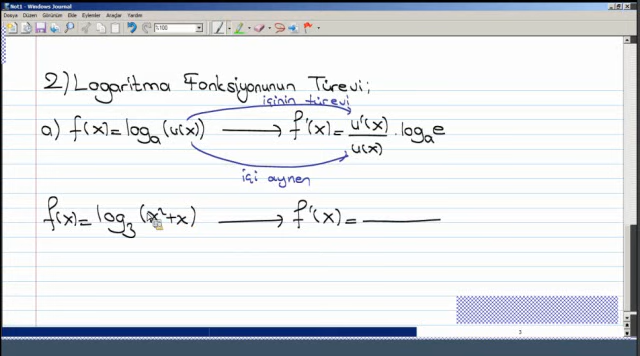 Not1 - Windows Journal
Dosya Düzen Görünüm Ekle Eylemler Araçlar Yardım
%100
2) Logaritma Fonksiyonunun Türevi;
içinin türevi
a) f(x) = log_a (u(x)) → f'(x) = u'(x)/u(x) . log_a e
içi aynen
f(x) = log_3 (x²+x) → f'(x) =
3